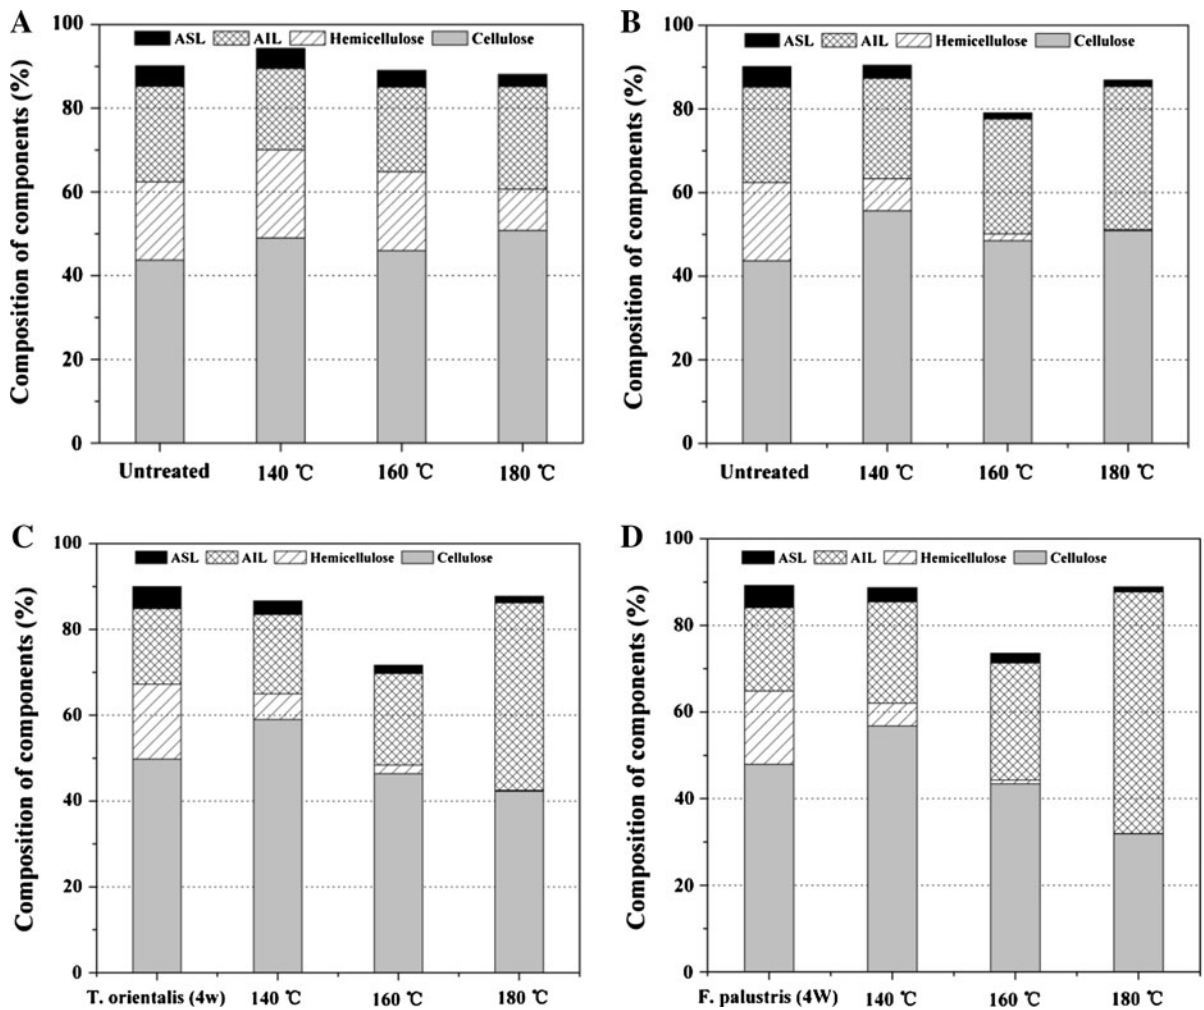 A
Composition of components (%)
100
80
60
40
20
0
ASL AIL Hemicellulose Cellulose
Untreated 140 ℃ 160 ℃ 180 ℃
B
Composition of components (%)
100
80
60
40
20
0
ASL AIL Hemicellulose Cellulose
Untreated 140 ℃ 160 ℃ 180 ℃
C
Composition of components (%)
100
80
60
40
20
0
ASL AIL Hemicellulose Cellulose
T. orientalis (4w) 140 ℃ 160 ℃ 180 ℃
D
Composition of components (%)
100
80
60
40
20
0
ASL AIL Hemicellulose Cellulose
F. palustris (4W) 140 ℃ 160 ℃ 180 ℃